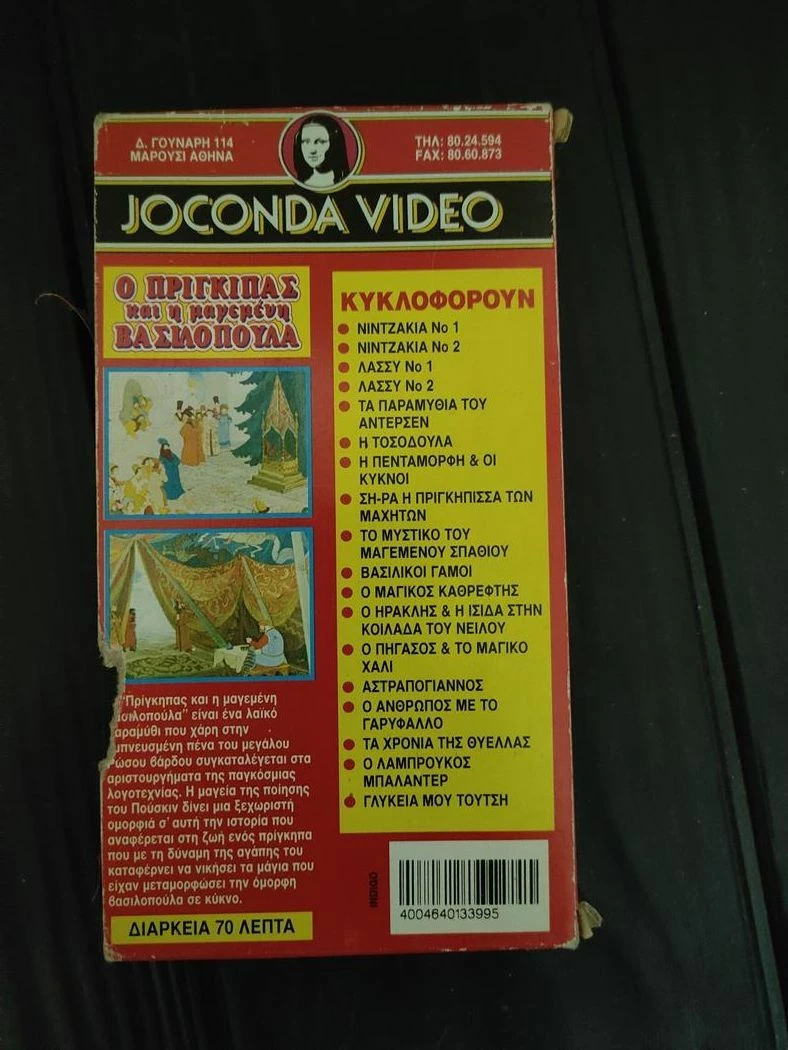 Δ. ΓΟΥΝΑΡΗ 114
ΜΑΡΟΥΣΙ ΑΘΗΝΑ
ΤΗΛ: 80.24.594
FAX: 80.60.873
JOCONDA VIDEO
Ο ΠΡΙΓΚΙΠΑΣ
και η μαγεμένη
ΒΑΣΙΛΟΠΟΥΛΑ
ΚΥΚΛΟΦΟΡΟΥΝ
ΝΙΝΤΖΑΚΙΑ Νο 1
ΝΙΝΤΖΑΚΙΑ Νο 2
ΛΑΣΣΥ Νο 1
ΛΑΣΣΥ Νο 2
ΤΑ ΠΑΡΑΜΥΘΙΑ ΤΟΥ
ΑΝΤΕΡΣΕΝ
Η ΤΟΣΟΔΟΥΛΑ
Η ΠΕΝΤΑΜΟΡΦΗ & ΟΙ
ΚΥΚΝΟΙ
ΣΗ-ΡΑ Η ΠΡΙΓΚΗΠΙΣΣΑ ΤΩΝ
ΜΑΧΗΤΩΝ
ΤΟ ΜΥΣΤΙΚΟ ΤΟΥ
ΜΑΓΕΜΕΝΟΥ ΣΠΑΘΙΟΥ
ΒΑΣΙΛΙΚΟΙ ΓΑΜΟΙ
Ο ΜΑΓΙΚΟΣ ΚΑΘΡΕΦΤΗΣ
Ο ΗΡΑΚΛΗΣ & Η ΙΣΙΔΑ ΣΤΗΝ
ΚΟΙΛΑΔΑ ΤΟΥ ΝΕΙΛΟΥ
Ο ΠΗΓΑΣΟΣ & ΤΟ ΜΑΓΙΚΟ
ΧΑΛΙ
ΑΣΤΡΑΠΟΓΙΑΝΝΟΣ
Ο ΑΝΘΡΩΠΟΣ ΜΕ ΤΟ
ΓΑΡΥΦΑΛΛΟ
ΤΑ ΧΡΟΝΙΑ ΤΗΣ ΘΥΕΛΛΑΣ
Ο ΛΑΜΠΡΟΥΚΟΣ
ΜΠΑΛΑΝΤΕΡ
ΓΛΥΚΕΙΑ ΜΟΥ ΤΟΥΤΣΗ
"Πρίγκηπας και η μαγεμένη
είναι ένα λαϊκό
που χάρη στην
πένα του μεγάλου
βάρδου συγκαταλέγεται στα
αριστουργήματα της παγκόσμιας
λογοτεχνίας. Η μαγεία της ποίησης
του Πούσκιν δίνει μια ξεχωριστή
ομορφιά σ' αυτή την ιστορία που
αναφέρεται στη ζωή ενός πρίγκηπα
που με τη δύναμη της αγάπης του
καταφέρνει να νικήσει τα μάγια που
είχαν μεταμορφώσει την όμορφη
βασιλοπούλα σε κύκνο.
ΔΙΑΡΚΕΙΑ 70 ΛΕΠΤΑ
INDIGO
4004640133995